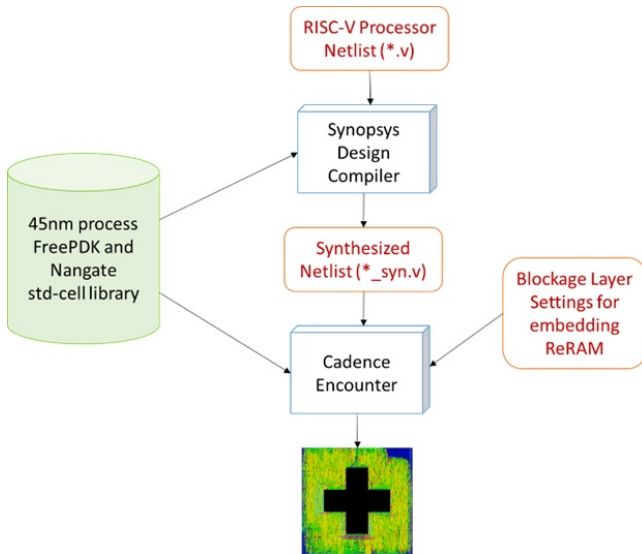 RISC-V Processor
Netlist (*.v)
Synopsys
Design
Compiler
45nm process
FreePDK and
Nangate
std-cell library
Synthesized
Netlist (*_syn.v)
Blockage Layer
Settings for
embedding
ReRAM
Cadence
Encounter